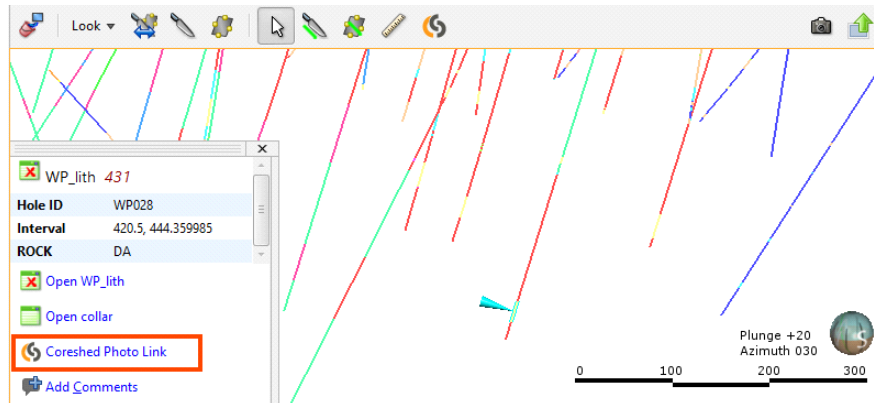 Look
WP_lith 431
Hole ID WP028
Interval 420.5, 444.359985
ROCK DA
Open WP_lith
Open collar
Coreshed Photo Link
Add Comments
Plunge +20
Azimuth 030
0 100 200 300
S